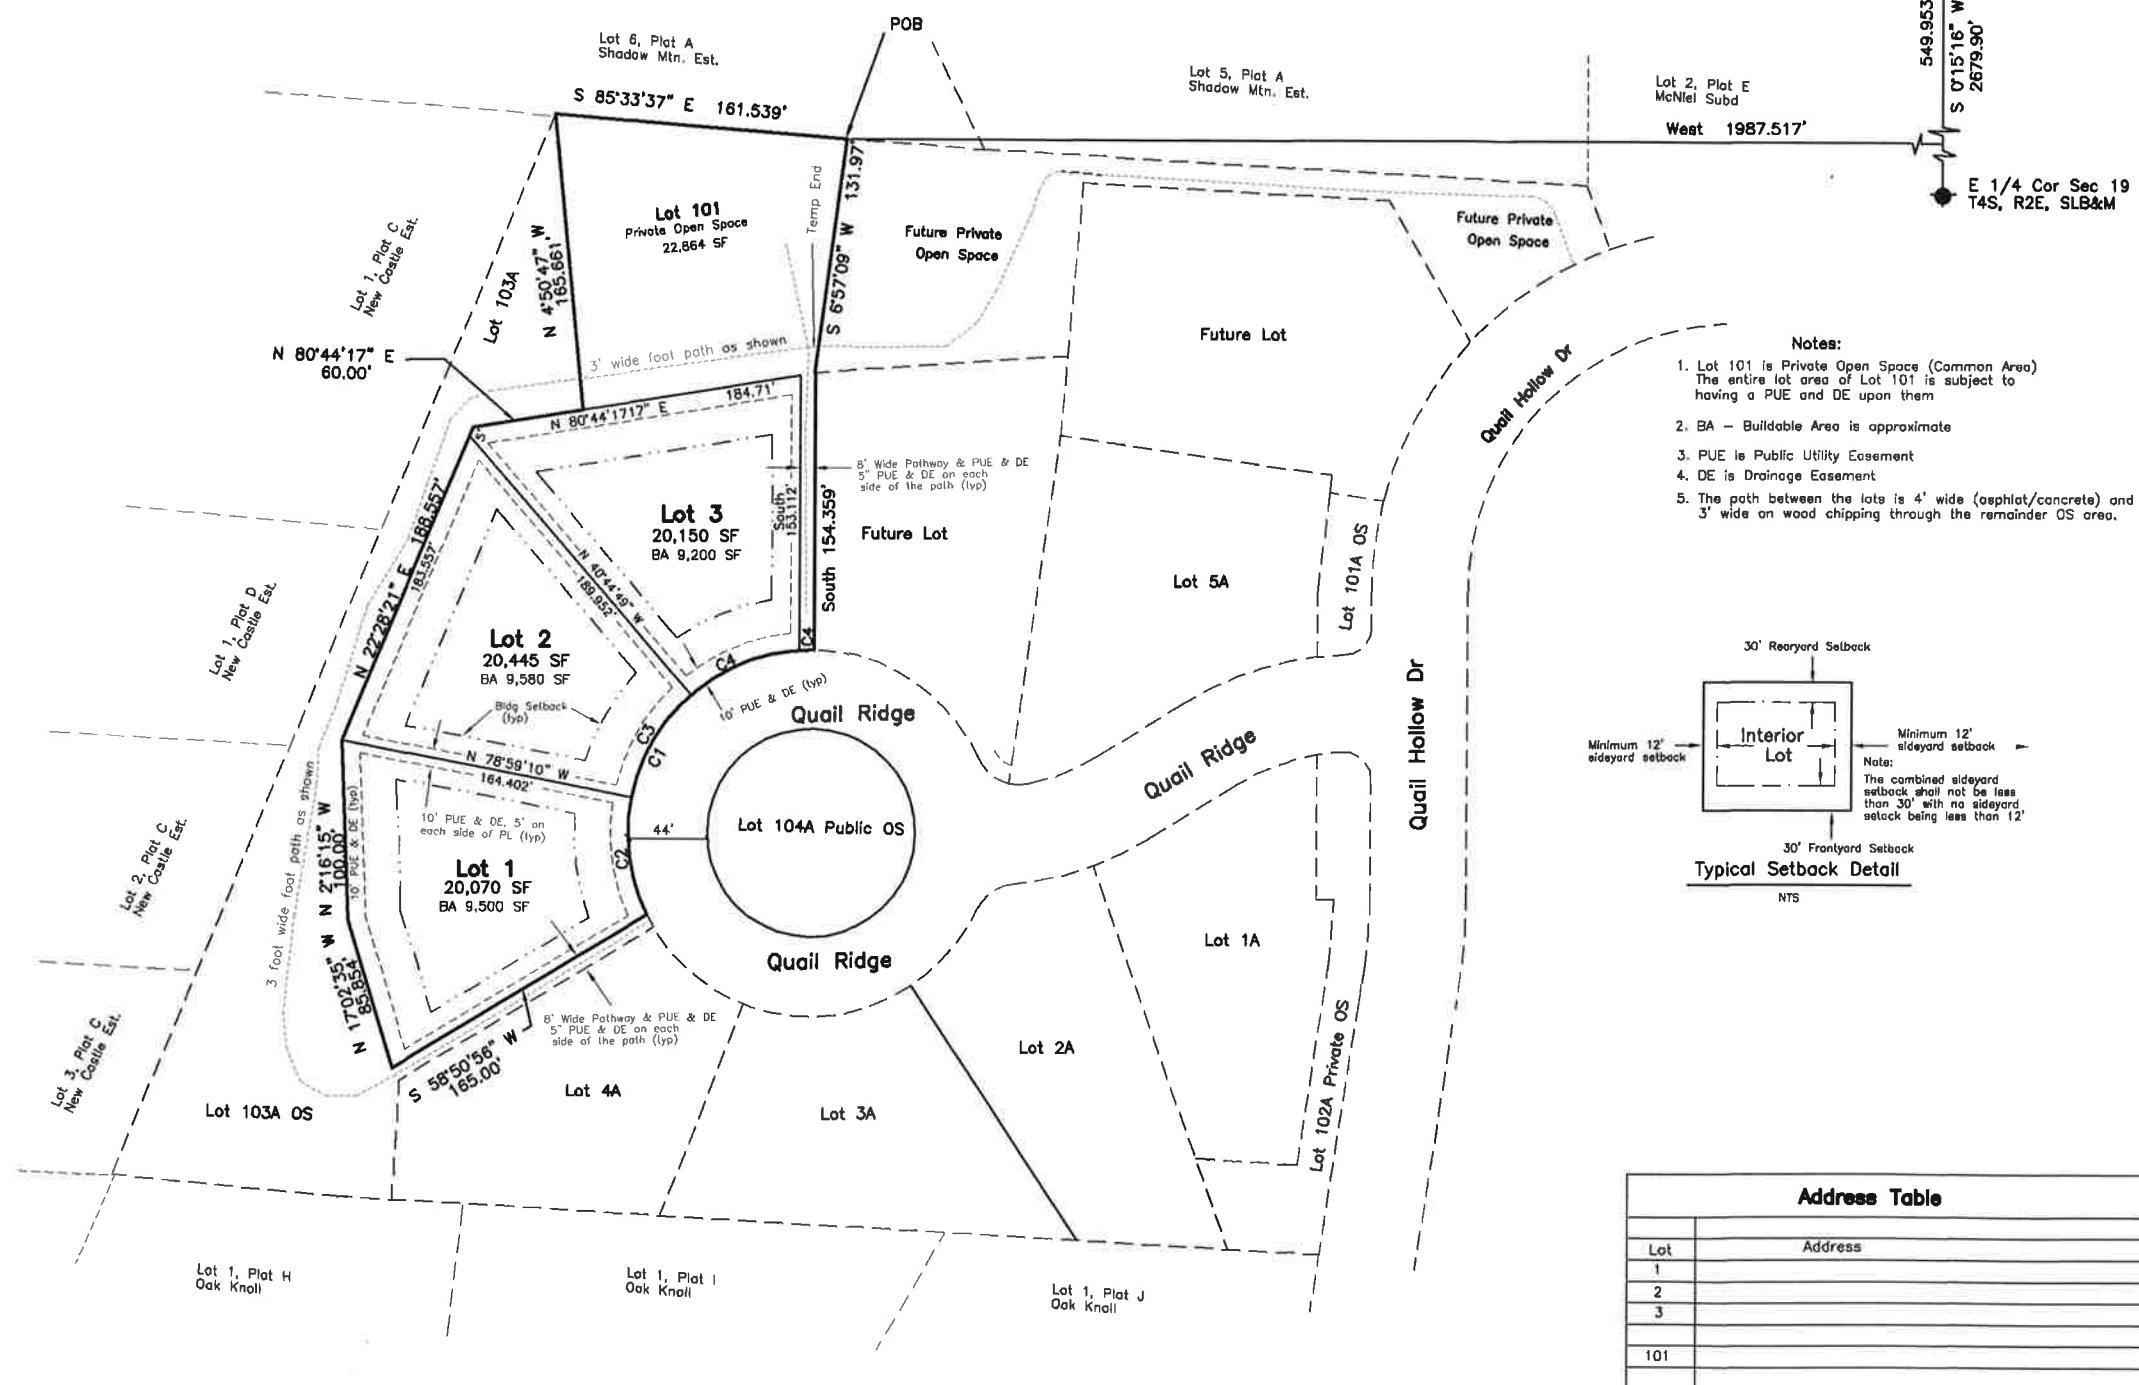 POB
Lot 6, Plat A
Shadow Mtn. Est.
S 85°33'37" E 161.539'
Lot 5, Plat A
Shadow Mtn. Est.
Lot 2, Plat E
McNiel Subd
West 1987.517'
549.953
S 0°15'16" W
2679.90'
E 1/4 Cor Sec 19
T4S, R2E, SLB&M
Lot 1, Plat C
New Castle Est.
Lot 103A
N 4°50'47" W
165.661'
Lot 101
Private Open Space
22,864 SF
Temp End
S 6°57'09" W 131.97'
Future Private
Open Space
Future Private
Open Space
Future Lot
Quail Hollow Dr
N 80°44'17" E
60.00'
3' wide foot path as shown
N 80°44'1717" E 184.71'
5'
Notes:
1. Lot 101 is Private Open Space (Common Area)
The entire lot area of Lot 101 is subject to
having a PUE and DE upon them
2. BA – Buildable Area is approximate
3. PUE is Public Utility Easement
4. DE is Drainage Easement
5. The path between the lots is 4' wide (asphlat/concrete) and
3' wide on wood chipping through the remainder OS area.
8' Wide Pathway & PUE & DE
5" PUE & DE on each
side of the path (typ)
N 22°28'21" E 188.557'
183.557'
Lot 3
20,150 SF
BA 9,200 SF
South
153.112'
South 154.359'
Future Lot
N 40°44'49" W
189.952'
Lot 5A
Lot 101A OS
Lot 1, Plat D
New Castle Est.
Lot 2
20,445 SF
BA 9,580 SF
Bldg Setback
(typ)
C4
C4
10' PUE & DE (typ)
C3
C1
Quail Ridge
Quail Ridge
Quail Hollow Dr
30' Rearyard Setback
Interior
Lot
Minimum 12'
sideyard setback
Minimum 12'
sideyard setback
Note:
The combined sideyard
setback shall not be less
than 30' with no sideyard
setack being less than 12'
30' Frontyard Setback
Typical Setback Detail
NTS
N 78°59'10" W
164.402'
10' PUE & DE, 5' on
each side of PL (typ)
44'
Lot 104A Public OS
C2
Lot 1
20,070 SF
BA 9,500 SF
N 2°16'15" W
100.00'
10' PUE & DE (typ)
3 foot wide foot path as shown
Lot 2, Plat C
New Castle Est.
Quail Ridge
Lot 1A
N 17°02'35" W
85.854'
8' Wide Pathway & PUE & DE
5" PUE & DE on each
side of the path (typ)
S 58°50'56" W
165.00'
Lot 3, Plat C
New Castle Est.
Lot 103A OS
Lot 4A
Lot 3A
Lot 2A
Lot 102A Private OS
Lot 1, Plat H
Oak Knoll
Lot 1, Plat I
Oak Knoll
Lot 1, Plat J
Oak Knoll
Address Table
Lot Address
1
2
3
101